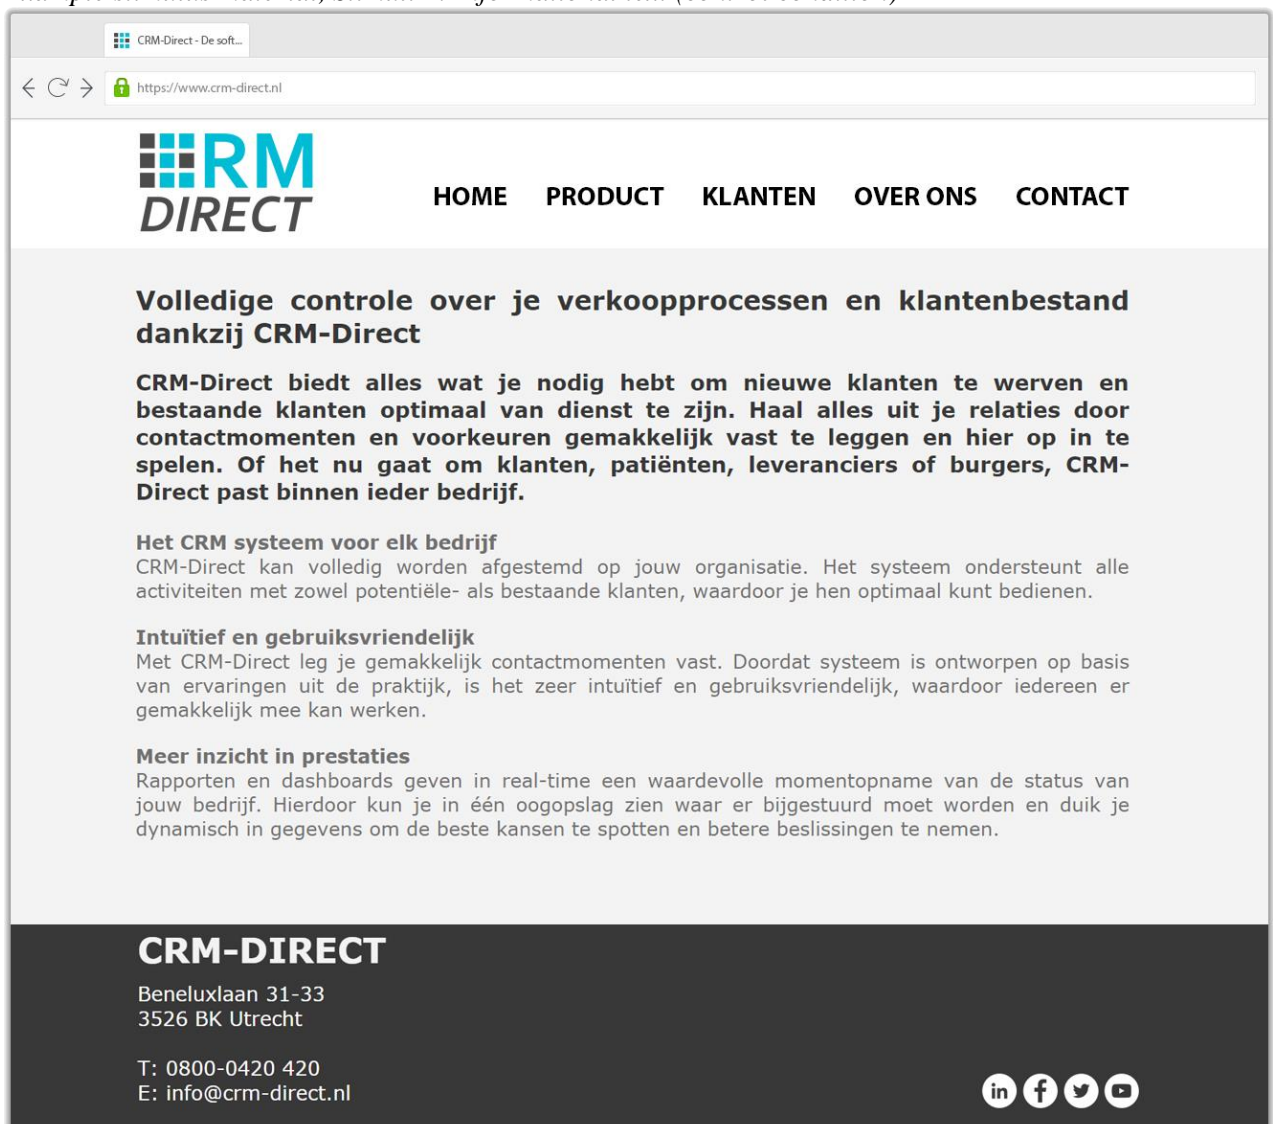 CRM-Direct - De soft...
https://www.crm-direct.nl
RM
DIRECT
HOME PRODUCT KLANTEN OVER ONS CONTACT
Volledige controle over je verkoopprocessen en klantenbestand
dankzij CRM-Direct
CRM-Direct biedt alles wat je nodig hebt om nieuwe klanten te werven en
bestaande klanten optimaal van dienst te zijn. Haal alles uit je relaties door
contactmomenten en voorkeuren gemakkelijk vast te leggen en hier op in te
spelen. Of het nu gaat om klanten, patiënten, leveranciers of burgers, CRM-
Direct past binnen ieder bedrijf.
Het CRM systeem voor elk bedrijf
CRM-Direct kan volledig worden afgestemd op jouw organisatie. Het systeem ondersteunt alle
activiteiten met zowel potentiële- als bestaande klanten, waardoor je hen optimaal kunt bedienen.
Intuïtief en gebruiksvriendelijk
Met CRM-Direct leg je gemakkelijk contactmomenten vast. Doordat systeem is ontworpen op basis
van ervaringen uit de praktijk, is het zeer intuïtief en gebruiksvriendelijk, waardoor iedereen er
gemakkelijk mee kan werken.
Meer inzicht in prestaties
Rapporten en dashboards geven in real-time een waardevolle momentopname van de status van
jouw bedrijf. Hierdoor kun je in één oogopslag zien waar er bijgestuurd moet worden en duik je
dynamisch in gegevens om de beste kansen te spotten en betere beslissingen te nemen.
CRM-DIRECT
Beneluxlaan 31-33
3526 BK Utrecht
T: 0800-0420 420
E: info@crm-direct.nl
in f